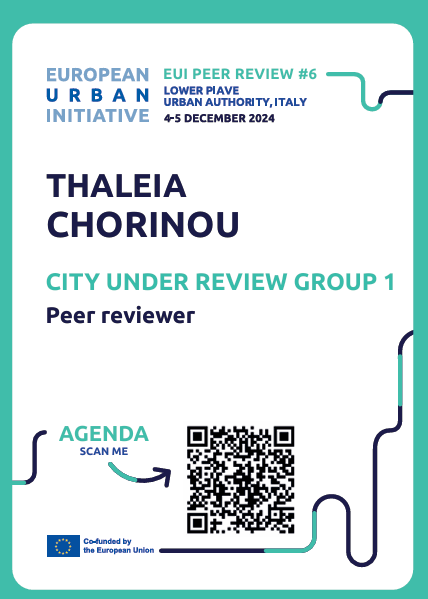 EUROPEAN
URBAN
INITIATIVE
EUI PEER REVIEW #6
LOWER PIAVE
URBAN AUTHORITY, ITALY
4-5 DECEMBER 2024
THALEIA
CHORINOU
CITY UNDER REVIEW GROUP 1
Peer reviewer
AGENDA
SCAN ME
Co-funded by
the European Union